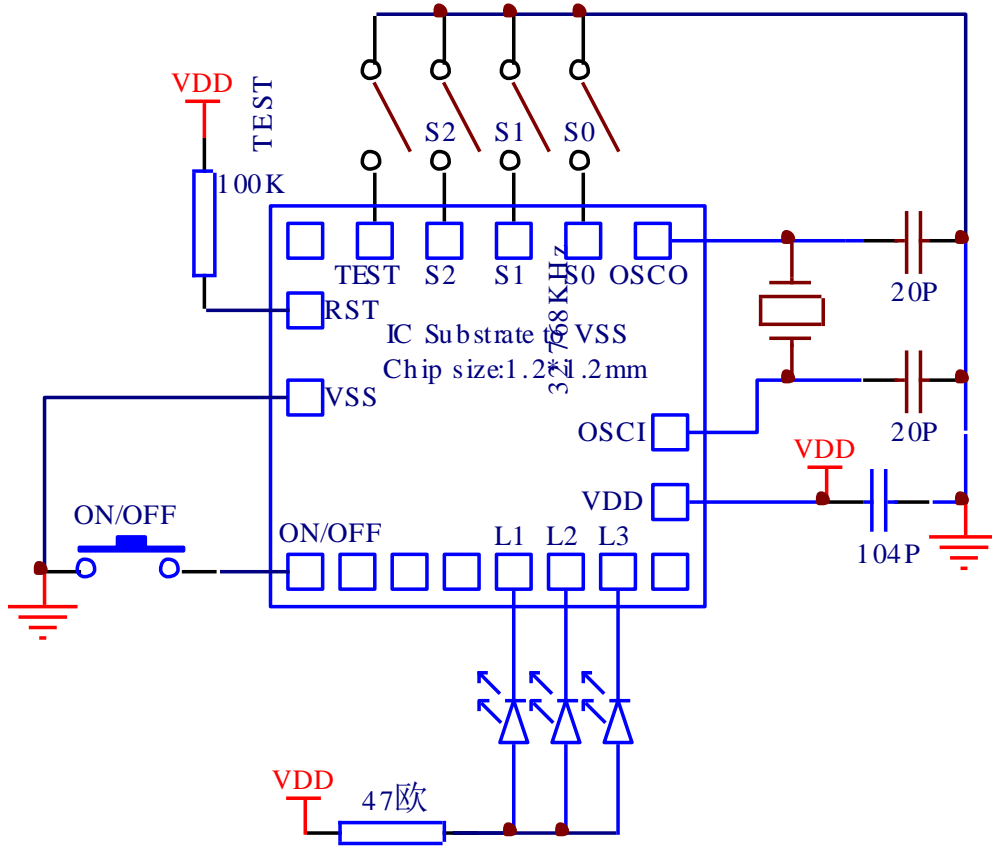 VDD
TEST
100K
S2
S1
S0
TEST
S2
S1
S0
OSCO
RST
IC Substrate to VSS
Chip size:1.2*1.2mm
32*768KHz
VSS
20P
20P
OSCI
VDD
VDD
104P
ON/OFF
ON/OFF
L1
L2
L3
VDD
47欧